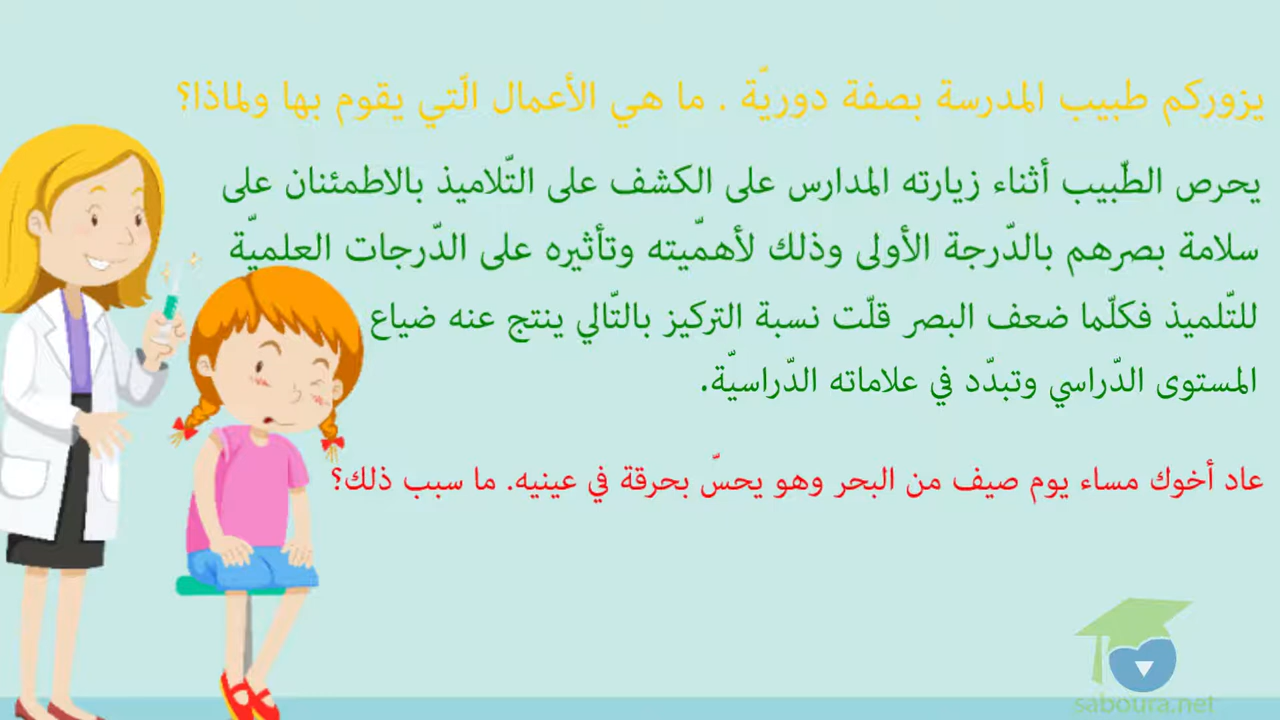 يزوركم طبيب المدرسة بصفة دوريّة . ما هي الأعمال الّتي يقوم بها ولماذا؟
يحرص الطّبيب أثناء زيارته المدارس على الكشف على التّلاميذ بالاطمئنان على
سلامة بصرهم بالدّرجة الأولى وذلك لأهمّيته وتأثيره على الدّرجات العلميّة
للتّلميذ فكلّما ضعف البصر قلّت نسبة التركيز بالتّالي ينتج عنه ضياع
المستوى الدّراسي وتبدّد في علاماته الدّراسيّة.
عاد أخوك مساء يوم صيف من البحر وهو يحسّ بحرقة في عينيه. ما سبب ذلك؟
saboura.net